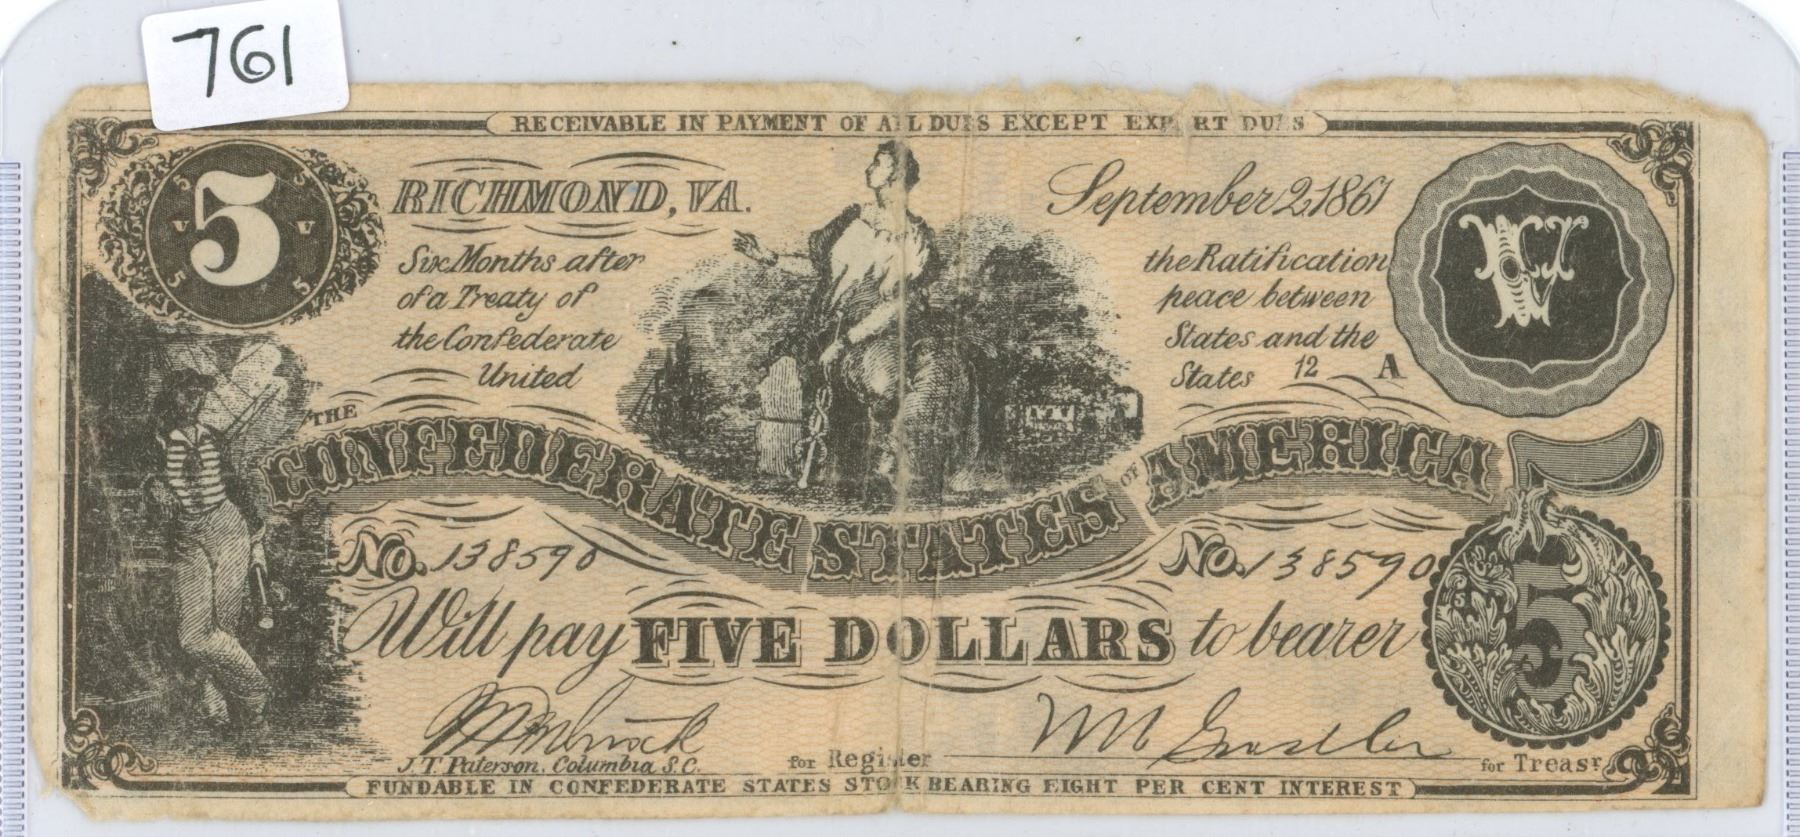 761
RECEIVABLE IN PAYMENT OF ALL DUES EXCEPT EXPORT DUES
5
5 5 V V 5 5
RICHMOND, VA.
September 2, 1861
V
Six Months after the Ratification
of a Treaty of peace between
the Confederate States and the
United States 12 A
THE CONFEDERATE STATES OF AMERICA
No. 138590 No. 138590
5
Will pay FIVE DOLLARS to bearer
J.T. Paterson, Columbia S.C.
for Register
for Treasr
FUNDABLE IN CONFEDERATE STATES STOCK BEARING EIGHT PER CENT INTEREST